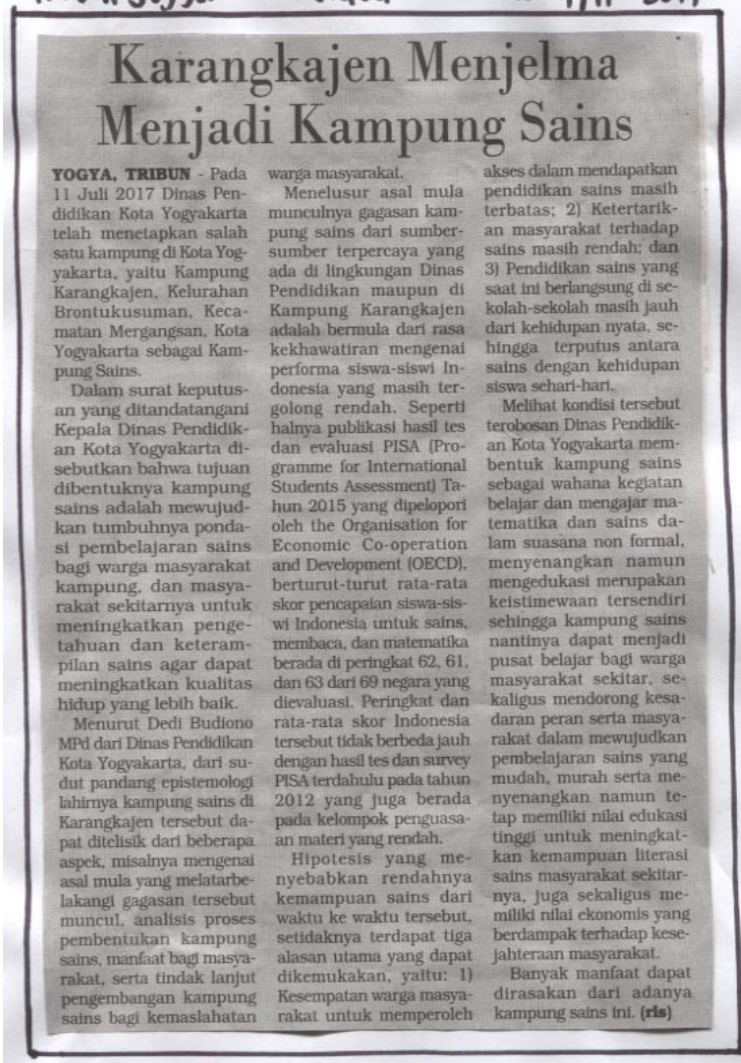 Karangkajen Menjelma
Menjadi Kampung Sains
YOGYA, TRIBUN - Pada
11 Juli 2017 Dinas Pen-
didikan Kota Yogyakarta
telah menetapkan salah
satu kampung di Kota Yog-
yakarta, yaitu Kampung
Karangkajen, Kelurahan
Brontukusuman, Keca-
matan Mergangsan, Kota
Yogyakarta sebagai Kam-
pung Sains.
Dalam surat keputus-
an yang ditandatangani
Kepala Dinas Pendidik-
an Kota Yogyakarta di-
sebutkan bahwa tujuan
dibentuknya kampung
sains adalah mewujud-
kan tumbuhnya ponda-
si pembelajaran sains
bagi warga masyarakat
kampung, dan masya-
rakat sekitarnya untuk
meningkatkan penge-
tahuan dan keteram-
pilan sains agar dapat
meningkatkan kualitas
hidup yang lebih baik.
Menurut Dedi Budiono
MPd dari Dinas Pendidikan
Kota Yogyakarta, dari su-
dut pandang epistemologi
lahirnya kampung sains di
Karangkajen tersebut da-
pat ditelisik dari beberapa
aspek, misalnya mengenai
asal mula yang melatarbe-
lakangi gagasan tersebut
muncul, analisis proses
pembentukan kampung
sains, manfaat bagi masya-
rakat, serta tindak lanjut
pengembangan kampung
sains bagi kemaslahatan
warga masyarakat.
Menelusur asal mula
munculnya gagasan kam-
pung sains dari sumber-
sumber terpercaya yang
ada di lingkungan Dinas
Pendidikan maupun di
Kampung Karangkajen
adalah bermula dari rasa
kekhawatiran mengenai
performa siswa-siswi In-
donesia yang masih ter-
golong rendah. Seperti
halnya publikasi hasil tes
dan evaluasi PISA (Pro-
gramme for International
Students Assessment) Ta-
hun 2015 yang dipelopori
oleh the Organisation for
Economic Co-operation
and Development (OECD),
berturut-turut rata-rata
skor pencapaian siswa-sis-
wi Indonesia untuk sains,
membaca, dan matematika
berada di peringkat 62, 61,
dan 63 dari 69 negara yang
dievaluasi. Peringkat dan
rata-rata skor Indonesia
tersebut tidak berbeda jauh
dengan hasil tes dan survey
PISA terdahulu pada tahun
2012 yang juga berada
pada kelompok penguasa-
an materi yang rendah.
Hipotesis yang me-
nyebabkan rendahnya
kemampuan sains dari
waktu ke waktu tersebut,
setidaknya terdapat tiga
alasan utama yang dapat
dikemukakan, yaitu: 1)
Kesempatan warga masya-
rakat untuk memperoleh
akses dalam mendapatkan
pendidikan sains masih
terbatas; 2) Ketertarik-
an masyarakat terhadap
sains masih rendah; dan
3) Pendidikan sains yang
saat ini berlangsung di se-
kolah-sekolah masih jauh
dari kehidupan nyata, se-
hingga terputus antara
sains dengan kehidupan
siswa sehari-hari.
Melihat kondisi tersebut
terobosan Dinas Pendidik-
an Kota Yogyakarta mem-
bentuk kampung sains
sebagai wahana kegiatan
belajar dan mengajar ma-
tematika dan sains da-
lam suasana non formal,
menyenangkan namun
mengedukasi merupakan
keistimewaan tersendiri
sehingga kampung sains
nantinya dapat menjadi
pusat belajar bagi warga
masyarakat sekitar, se-
kaligus mendorong kesa-
daran peran serta masya-
rakat dalam mewujudkan
pembelajaran sains yang
mudah, murah serta me-
nyenangkan namun te-
tap memiliki nilai edukasi
tinggi untuk meningkat-
kan kemampuan literasi
sains masyarakat sekitar-
nya, juga sekaligus me-
miliki nilai ekonomis yang
berdampak terhadap kese-
jahteraan masyarakat.
Banyak manfaat dapat
dirasakan dari adanya
kampung sains ini. (rls)